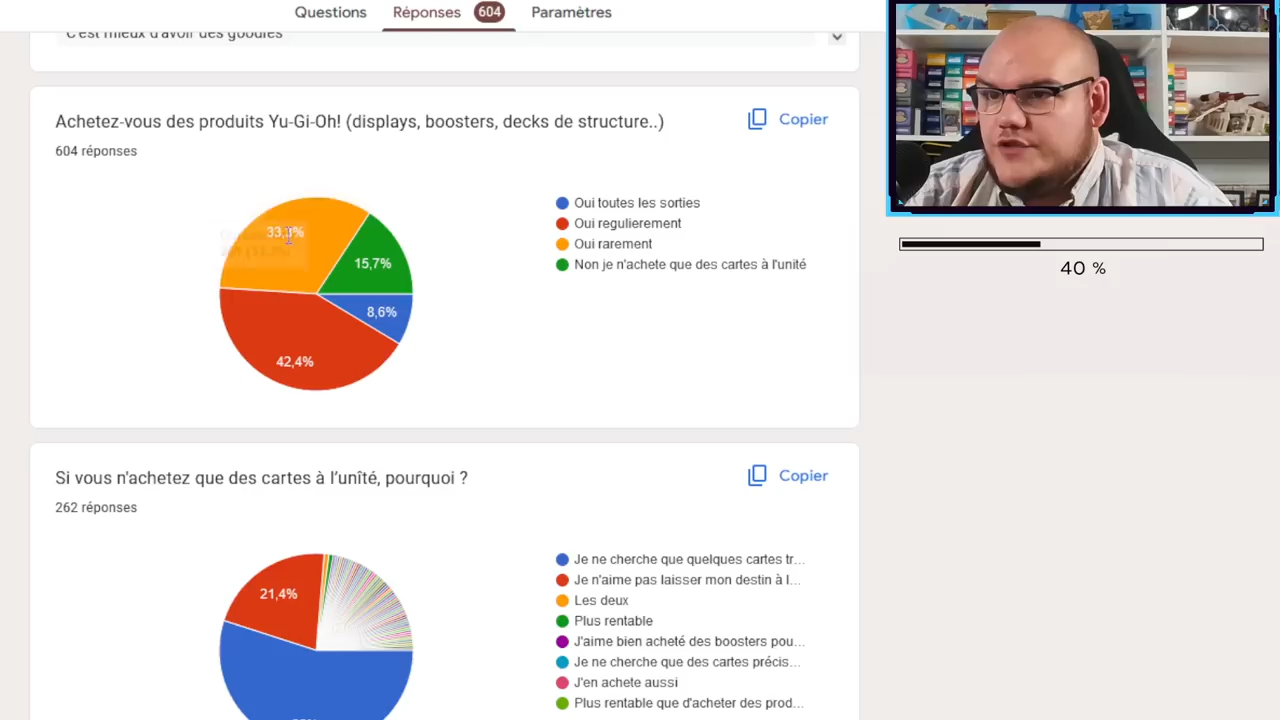 Questions
Réponses 604
Paramètres
C'est mieux d'avoir des goodies
Achetez-vous des produits Yu-Gi-Oh! (displays, boosters, decks de structure..)
Copier
604 réponses
Oui toutes les sorties
Oui regulierement
Oui rarement
Non je n'achete que des cartes à l'unité
15,7%
8,6%
42,4%
40 %
Si vous n'achetez que des cartes à l'unîté, pourquoi ?
Copier
262 réponses
21,4%
Je ne cherche que quelques cartes tr...
Je n'aime pas laisser mon destin à l...
Les deux
Plus rentable
J'aime bien acheté des boosters pou...
Je ne cherche que des cartes précis...
J'en achete aussi
Plus rentable que d'acheter des prod...